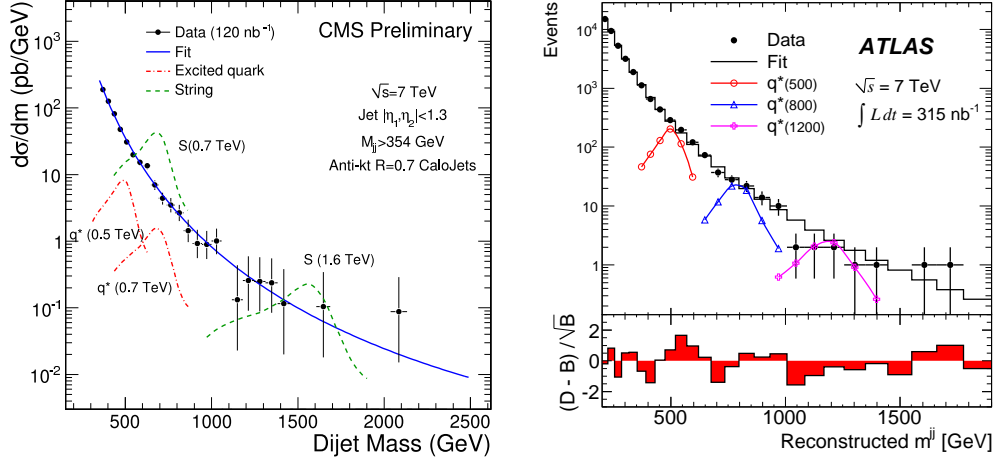 dσ/dm (pb/GeV)
10³
10²
10
1
10⁻¹
10⁻²
Data (120 nb⁻¹)
Fit
Excited quark
String
CMS Preliminary
√s=7 TeV
Jet |η₁,η₂|<1.3
Mⱼⱼ>354 GeV
Anti-kt R=0.7 CaloJets
S(0.7 TeV)
q* (0.5 TeV)
q* (0.7 TeV)
S (1.6 TeV)
500 1000 1500 2000 2500
Dijet Mass (GeV)
Events
10⁴
10³
10²
10
1
Data
Fit
q*(500)
q*(800)
q*(1200)
ATLAS
√s = 7 TeV
∫ L dt = 315 nb⁻¹
(D - B) / √B
2
0
-2
500 1000 1500
Reconstructed mʲʲ [GeV]